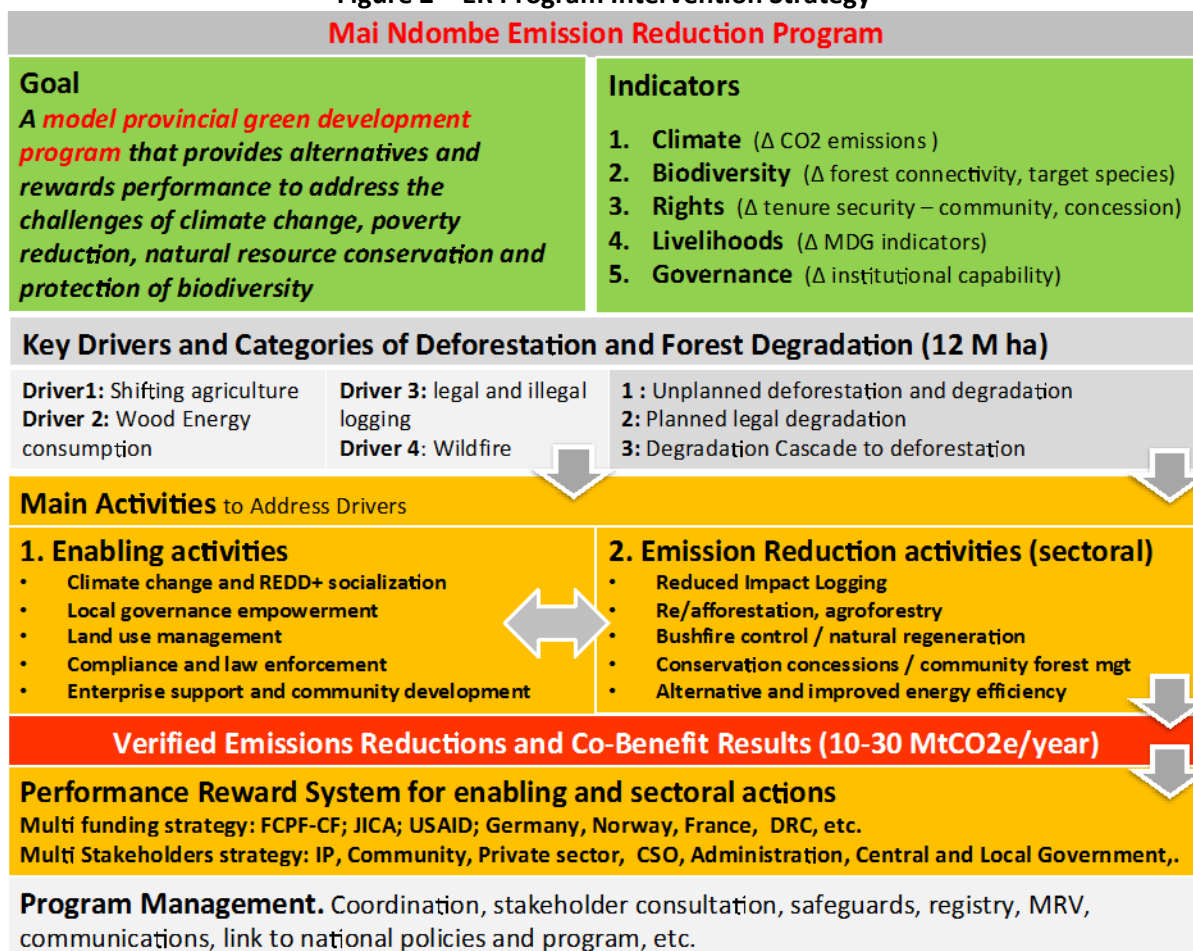 Figure 2 – ER Program Intervention Strategy
Mai Ndombe Emission Reduction Program
Goal
A model provincial green development
program that provides alternatives and
rewards performance to address the
challenges of climate change, poverty
reduction, natural resource conservation and
protection of biodiversity
Indicators
1. Climate (Δ CO2 emissions )
2. Biodiversity (Δ forest connectivity, target species)
3. Rights (Δ tenure security – community, concession)
4. Livelihoods (Δ MDG indicators)
5. Governance (Δ institutional capability)
Key Drivers and Categories of Deforestation and Forest Degradation (12 M ha)
Driver1: Shifting agriculture
Driver 2: Wood Energy
consumption
Driver 3: legal and illegal
logging
Driver 4: Wildfire
1 : Unplanned deforestation and degradation
2: Planned legal degradation
3: Degradation Cascade to deforestation
Main Activities to Address Drivers
1. Enabling activities
• Climate change and REDD+ socialization
• Local governance empowerment
• Land use management
• Compliance and law enforcement
• Enterprise support and community development
2. Emission Reduction activities (sectoral)
• Reduced Impact Logging
• Re/afforestation, agroforestry
• Bushfire control / natural regeneration
• Conservation concessions / community forest mgt
• Alternative and improved energy efficiency
Verified Emissions Reductions and Co-Benefit Results (10-30 MtCO2e/year)
Performance Reward System for enabling and sectoral actions
Multi funding strategy: FCPF-CF; JICA; USAID; Germany, Norway, France, DRC, etc.
Multi Stakeholders strategy: IP, Community, Private sector, CSO, Administration, Central and Local Government,.
Program Management. Coordination, stakeholder consultation, safeguards, registry, MRV,
communications, link to national policies and program, etc.